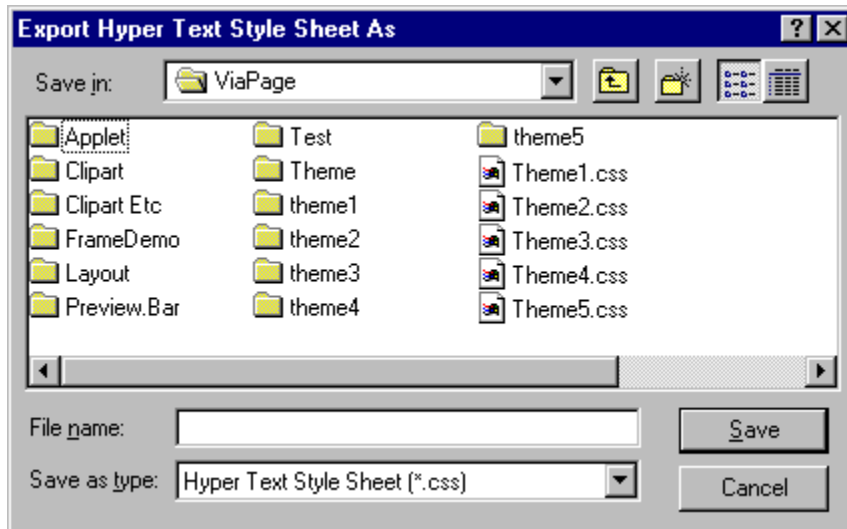 Export Hyper Text Style Sheet As
Save in: ViaPage
Applet Test theme5
Clipart Theme Theme1.css
Clipart Etc theme1 Theme2.css
FrameDemo theme2 Theme3.css
Layout theme3 Theme4.css
Preview.Bar theme4 Theme5.css
File name: Save
Save as type: Hyper Text Style Sheet (*.css) Cancel